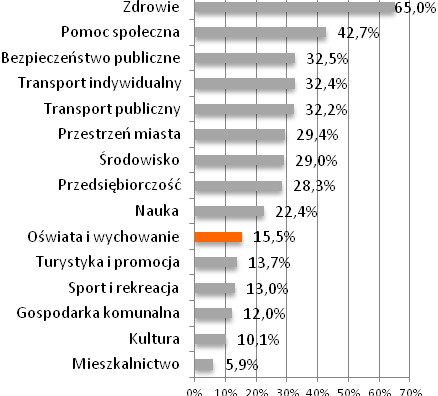 Zdrowie 65,0%
Pomoc społeczna 42,7%
Bezpieczeństwo publiczne 32,5%
Transport indywidualny 32,4%
Transport publiczny 32,2%
Przestrzeń miasta 29,4%
Środowisko 29,0%
Przedsiębiorczość 28,3%
Nauka 22,4%
Oświata i wychowanie 15,5%
Turystyka i promocja 13,7%
Sport i rekreacja 13,0%
Gospodarka komunalna 12,0%
Kultura 10,1%
Mieszkalnictwo 5,9%
0% 10% 20% 30% 40% 50% 60% 70%